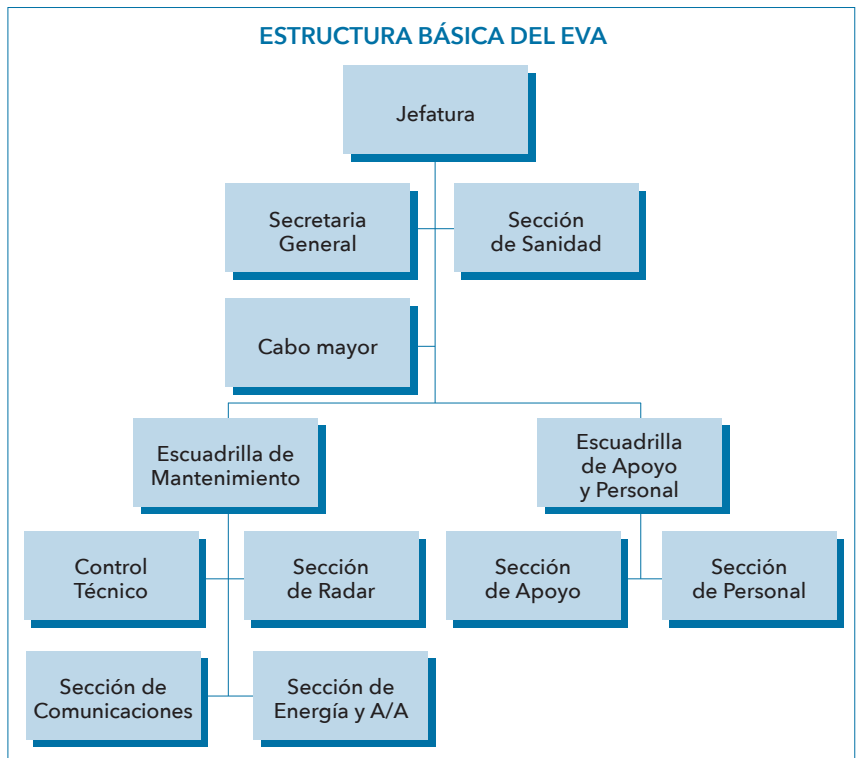 ESTRUCTURA BÁSICA DEL EVA
Jefatura
Secretaria
General
Sección
de Sanidad
Cabo mayor
Escuadrilla de
Mantenimiento
Escuadrilla
de Apoyo
y Personal
Control
Técnico
Sección
de Radar
Sección
de Apoyo
Sección
de Personal
Sección de
Comunicaciones
Sección de
Energía y A/A